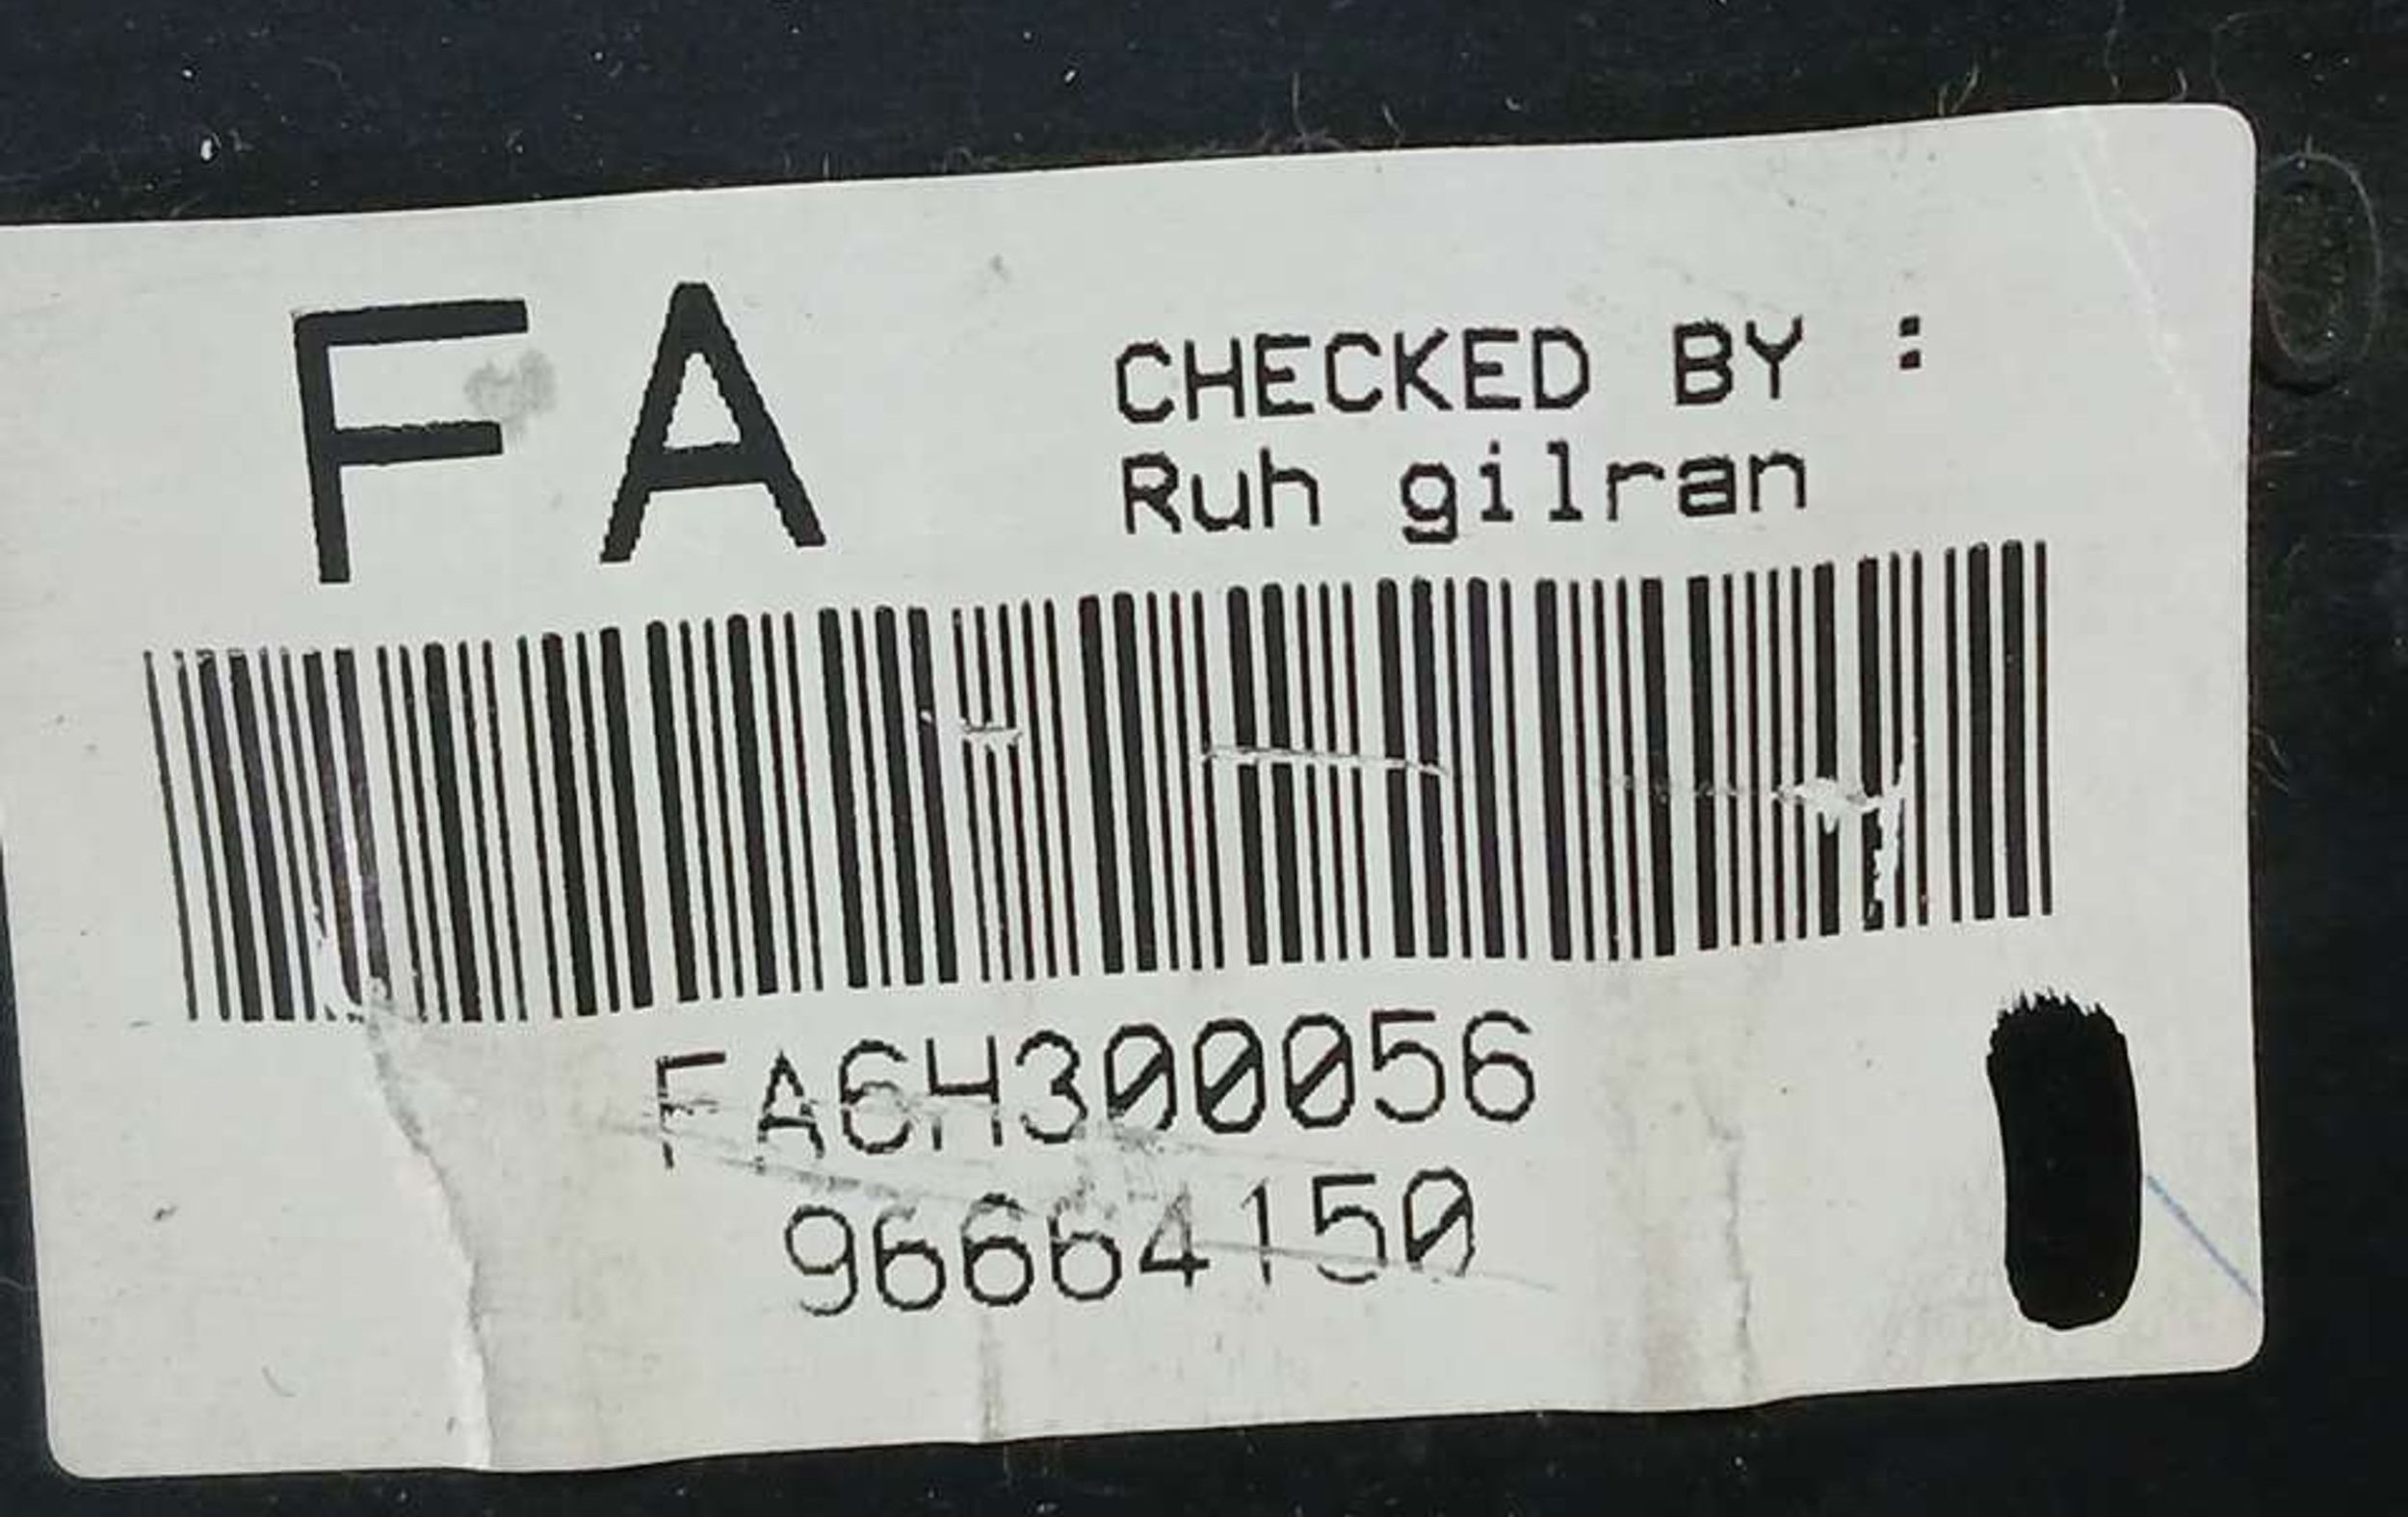 FA
CHECKED BY :
Ruh gilran
FA6H300056
96664150